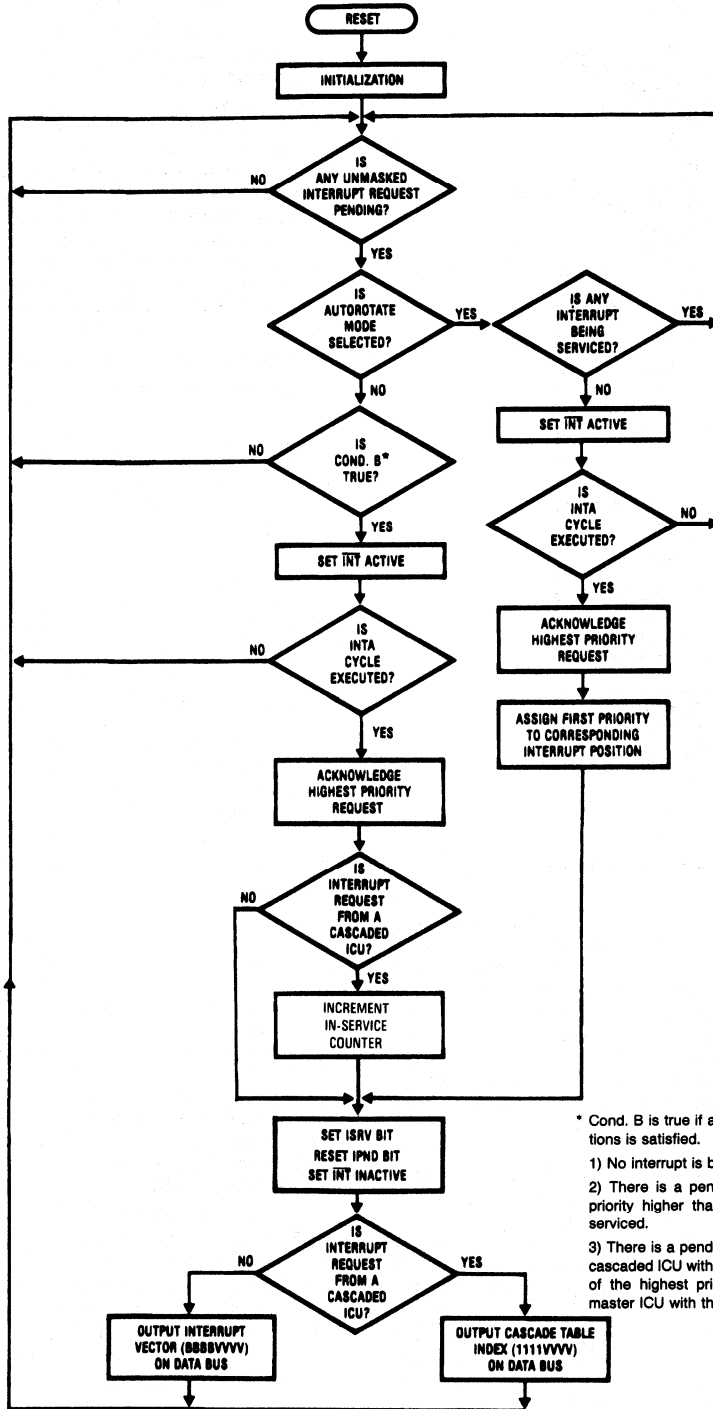 RESET
INITIALIZATION
IS
ANY UNMASKED
INTERRUPT REQUEST
PENDING?
NO
YES
IS
AUTOROTATE
MODE
SELECTED?
YES
NO
IS ANY
INTERRUPT
BEING
SERVICED?
YES
NO
SET INT ACTIVE
IS
COND. B*
TRUE?
NO
YES
IS
INTA
CYCLE
EXECUTED?
NO
YES
SET INT ACTIVE
IS
INTA
CYCLE
EXECUTED?
NO
YES
ACKNOWLEDGE
HIGHEST PRIORITY
REQUEST
ASSIGN FIRST PRIORITY
TO CORRESPONDING
INTERRUPT POSITION
ACKNOWLEDGE
HIGHEST PRIORITY
REQUEST
IS
INTERRUPT
REQUEST
FROM A
CASCADED
ICU?
NO
YES
INCREMENT
IN-SERVICE
COUNTER
SET ISRV BIT
RESET IPND BIT
SET INT INACTIVE
* Cond. B is true if a
tions is satisfied.
1) No interrupt is b
2) There is a pen
priority higher tha
serviced.
3) There is a pend
cascaded ICU with
of the highest pri
master ICU with th
IS
INTERRUPT
REQUEST
FROM A
CASCADED
ICU?
NO
YES
OUTPUT INTERRUPT
VECTOR (BBBBVVVV)
ON DATA BUS
OUTPUT CASCADE TABLE
INDEX (1111VVVV)
ON DATA BUS